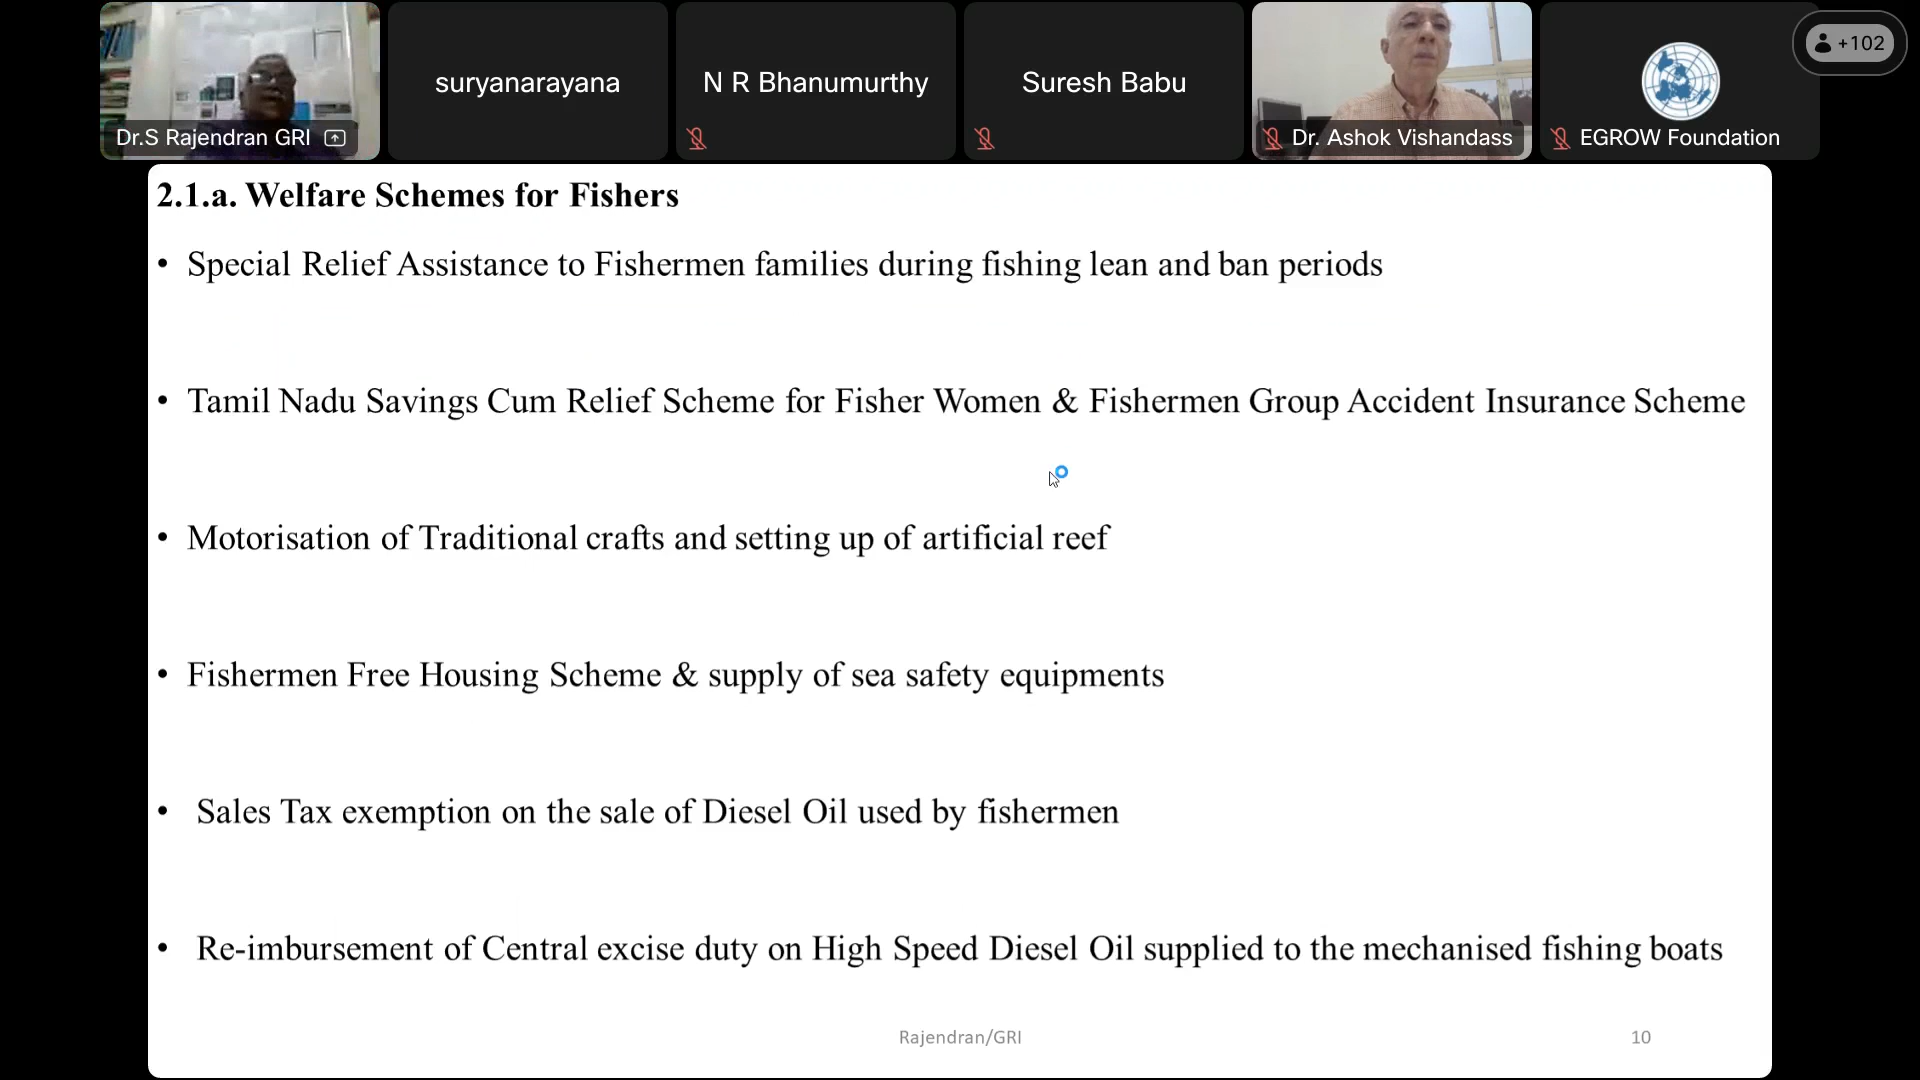 Dr.S Rajendran GRI
suryanarayana
N R Bhanumurthy
Suresh Babu
Dr. Ashok Vishandass
EGROW Foundation
+102
2.1.a. Welfare Schemes for Fishers
• Special Relief Assistance to Fishermen families during fishing lean and ban periods
• Tamil Nadu Savings Cum Relief Scheme for Fisher Women & Fishermen Group Accident Insurance Scheme
• Motorisation of Traditional crafts and setting up of artificial reef
• Fishermen Free Housing Scheme & supply of sea safety equipments
• Sales Tax exemption on the sale of Diesel Oil used by fishermen
• Re-imbursement of Central excise duty on High Speed Diesel Oil supplied to the mechanised fishing boats
Rajendran/GRI
10